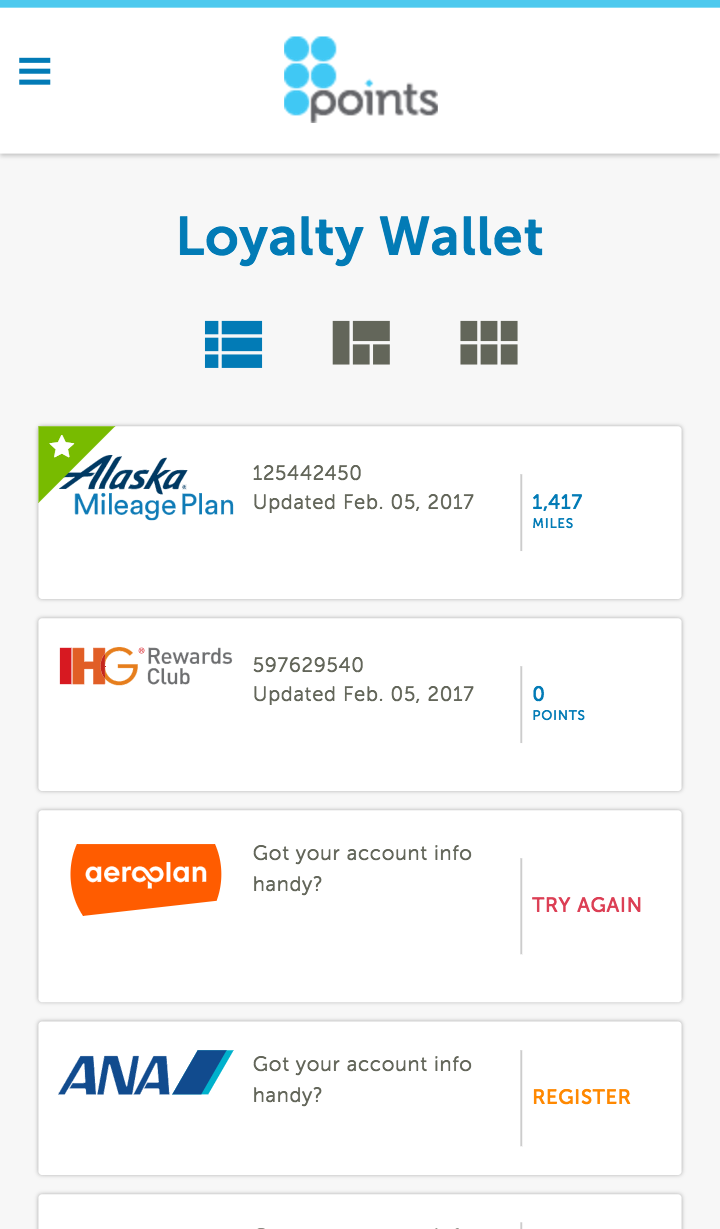 points
Loyalty Wallet
Alaska®
Mileage Plan
125442450
Updated Feb. 05, 2017
1,417
MILES
IHG® Rewards
Club
597629540
Updated Feb. 05, 2017
0
POINTS
aeroplan
Got your account info
handy?
TRY AGAIN
ANA
Got your account info
handy?
REGISTER